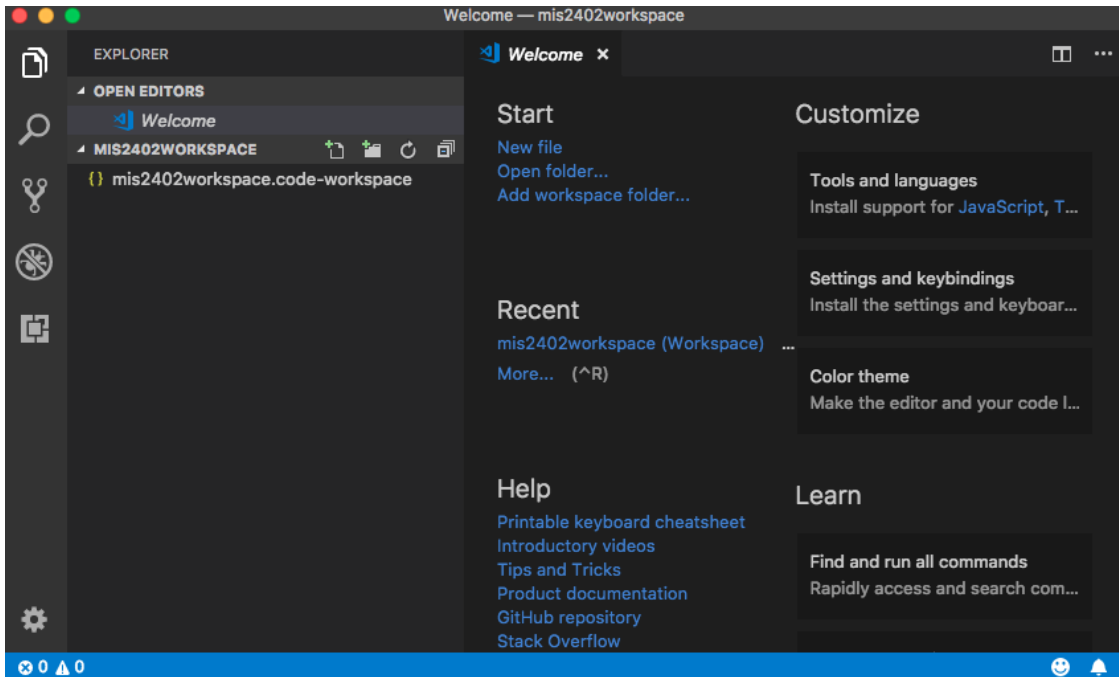 Welcome — mis2402workspace
EXPLORER
OPEN EDITORS
Welcome
MIS2402WORKSPACE
{} mis2402workspace.code-workspace
Welcome ×
Start
New file
Open folder...
Add workspace folder...
Recent
mis2402workspace (Workspace) ...
More... (^R)
Help
Printable keyboard cheatsheet
Introductory videos
Tips and Tricks
Product documentation
GitHub repository
Stack Overflow
Customize
Tools and languages
Install support for JavaScript, T...
Settings and keybindings
Install the settings and keyboar...
Color theme
Make the editor and your code l...
Learn
Find and run all commands
Rapidly access and search com...
0 0